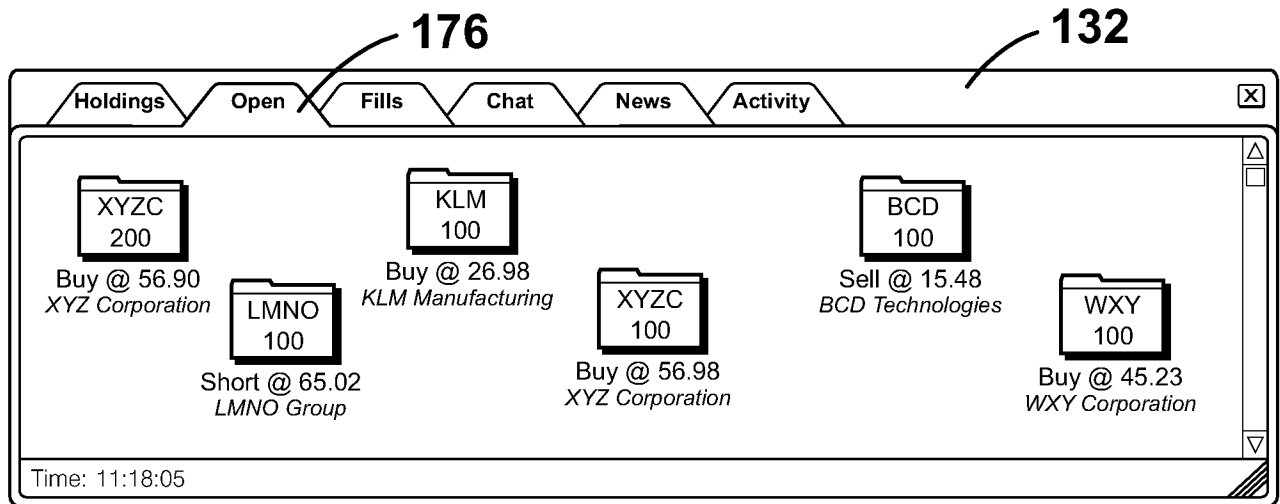 176
132
Holdings
Open
Fills
Chat
News
Activity
X
XYZC
200
Buy @ 56.90
XYZ Corporation
LMNO
100
Short @ 65.02
LMNO Group
KLM
100
Buy @ 26.98
KLM Manufacturing
XYZC
100
Buy @ 56.98
XYZ Corporation
BCD
100
Sell @ 15.48
BCD Technologies
WXY
100
Buy @ 45.23
WXY Corporation
Time: 11:18:05